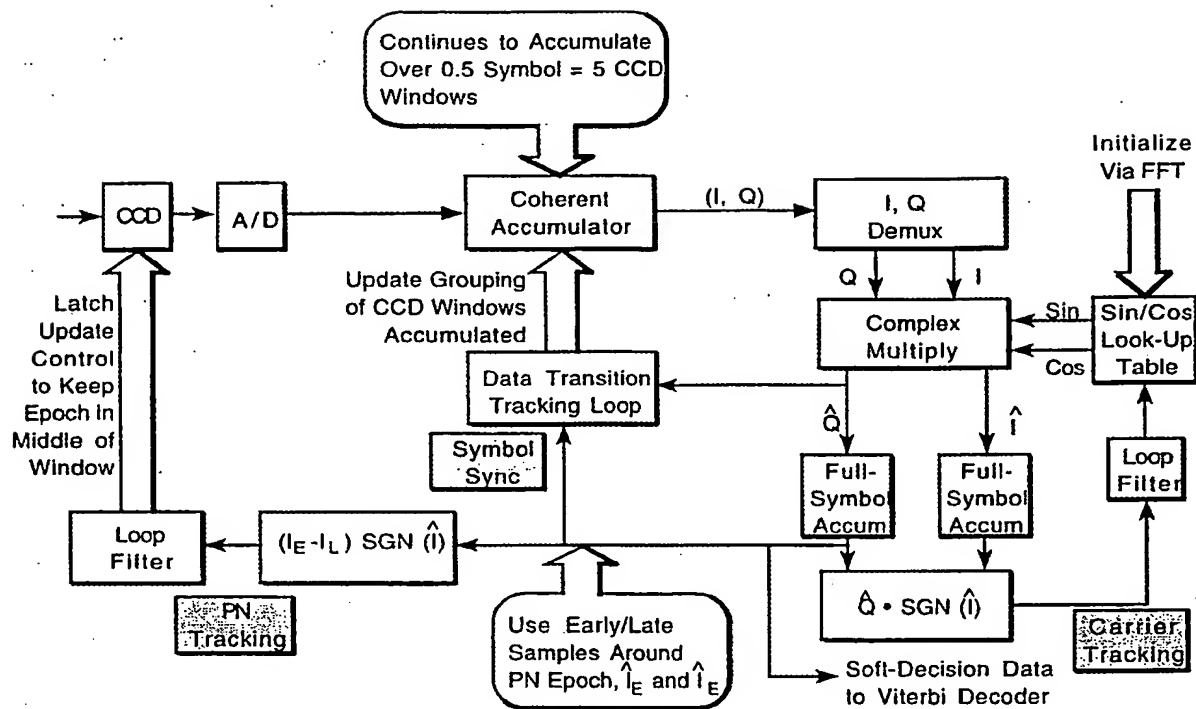 Continues to Accumulate
Over 0.5 Symbol = 5 CCD
Windows
Initialize
Via FFT
CCD
A/D
Coherent
Accumulator
(I, Q)
I, Q
Demux
Latch
Update
Control
to Keep
Epoch In
Middle of
Window
Update Grouping
of CCD Windows
Accumulated
Q
I
Complex
Multiply
Sin
Cos
Sin/Cos
Look-Up
Table
Data Transition
Tracking Loop
Symbol
Sync
Q̂
Î
Full-
Symbol
Accum
Full-
Symbol
Accum
Loop
Filter
Loop
Filter
(I_E-I_L) SGN (Î)
PN
Tracking
Use Early/Late
Samples Around
PN Epoch, Î_E and Î_E
Q̂ • SGN (Î)
Carrier
Tracking
Soft-Decision Data
to Viterbi Decoder